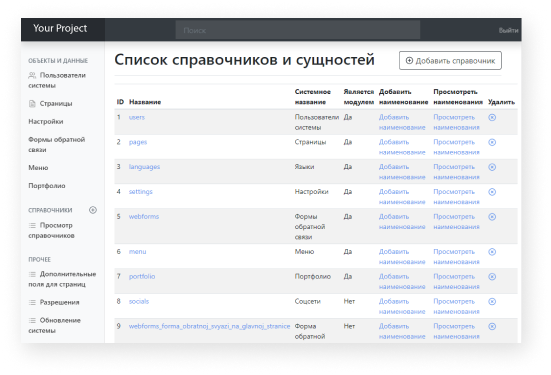 Your Project
Поиск
Выйти
ОБЪЕКТЫ И ДАННЫЕ
Пользователи
системы
Страницы
Настройки
Формы обратной
связи
Меню
Портфолио
СПРАВОЧНИКИ
Просмотр
справочников
ПРОЧЕЕ
Дополнительные
поля для страниц
Разрешения
Обновление
системы
Список справочников и сущностей
Добавить справочник
ID Название Системное название Является модулем Добавить наименование Просмотреть наименования Удалить
1 users Пользователи системы Да Добавить наименование Просмотреть наименования
2 pages Страницы Да Добавить наименование Просмотреть наименования
3 languages Языки Да Добавить наименование Просмотреть наименования
4 settings Настройки Да Добавить наименование Просмотреть наименования
5 webforms Формы обратной связи Да Добавить наименование Просмотреть наименования
6 menu Меню Да Добавить наименование Просмотреть наименования
7 portfolio Портфолио Да Добавить наименование Просмотреть наименования
8 socials Соцсети Нет Добавить наименование Просмотреть наименования
9 webforms_forma_obratnoj_svyazi_na_glavnoj_stranice Форма обратной Нет Добавить наименование Просмотреть наименования